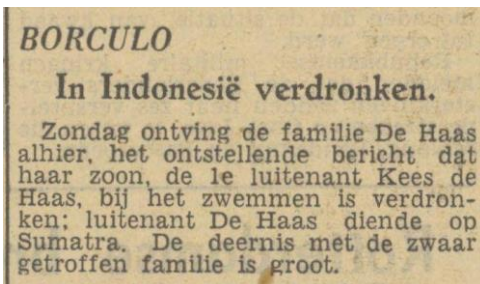 BORCULO
In Indonesië verdronken.
Zondag ontving de familie De Haas
alhier, het ontstellende bericht dat
haar zoon, de 1e luitenant Kees de
Haas, bij het zwemmen is verdron-
ken; luitenant De Haas diende op
Sumatra. De deernis met de zwaar
getroffen familie is groot.